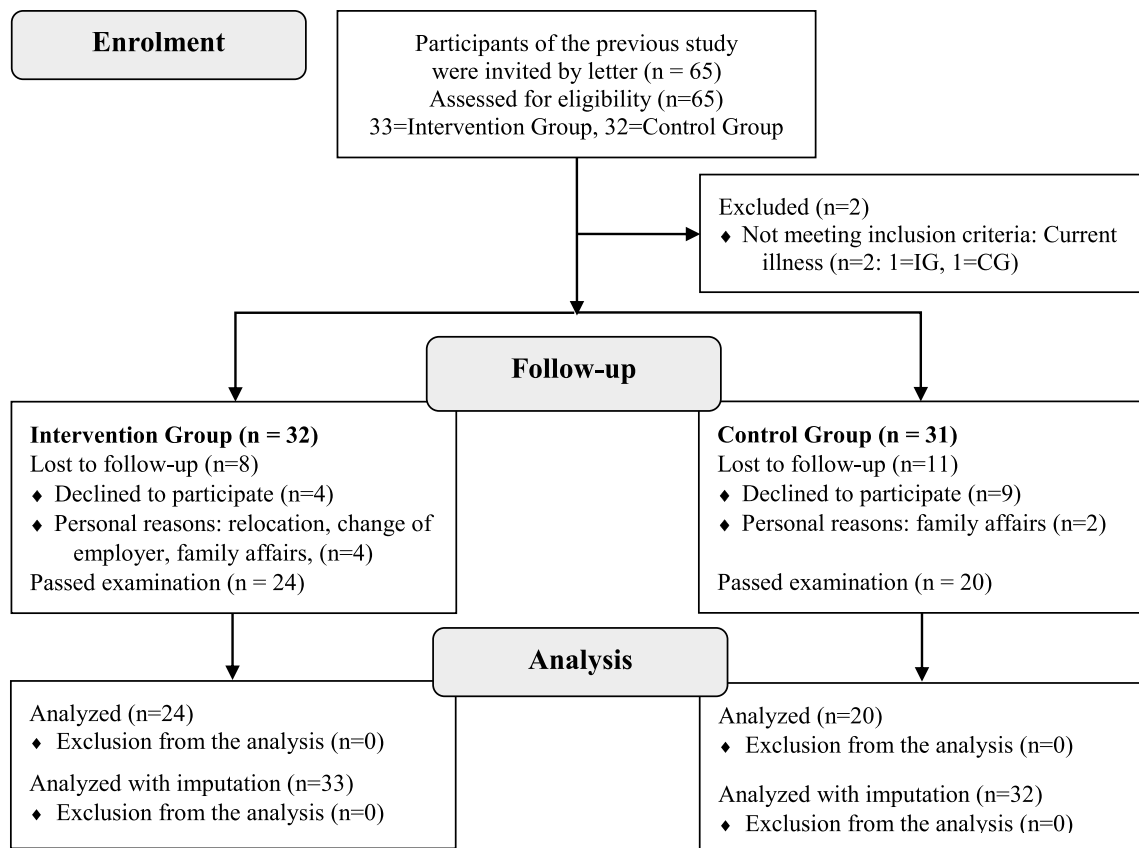 Enrolment
Participants of the previous study
were invited by letter (n = 65)
Assessed for eligibility (n=65)
33=Intervention Group, 32=Control Group
Excluded (n=2)
♦ Not meeting inclusion criteria: Current
illness (n=2: 1=IG, 1=CG)
Follow-up
Intervention Group (n = 32)
Lost to follow-up (n=8)
♦ Declined to participate (n=4)
♦ Personal reasons: relocation, change of
employer, family affairs, (n=4)
Passed examination (n = 24)
Control Group (n = 31)
Lost to follow-up (n=11)
♦ Declined to participate (n=9)
♦ Personal reasons: family affairs (n=2)
Passed examination (n = 20)
Analysis
Analyzed (n=24)
♦ Exclusion from the analysis (n=0)
Analyzed with imputation (n=33)
♦ Exclusion from the analysis (n=0)
Analyzed (n=20)
♦ Exclusion from the analysis (n=0)
Analyzed with imputation (n=32)
♦ Exclusion from the analysis (n=0)